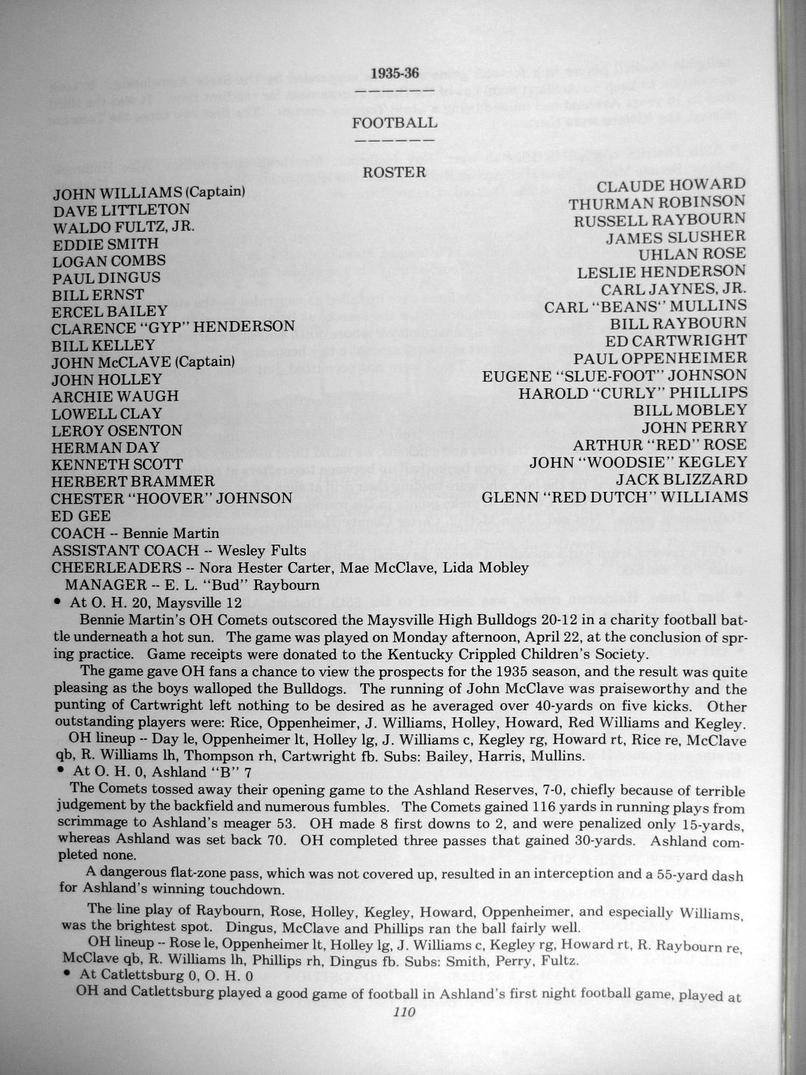 1935-36
FOOTBALL
ROSTER
JOHN WILLIAMS (Captain)
DAVE LITTLETON
WALDO FULTZ, JR.
EDDIE SMITH
LOGAN COMBS
PAUL DINGUS
BILL ERNST
ERCEL BAILEY
CLARENCE "GYP" HENDERSON
BILL KELLEY
JOHN McCLAVE (Captain)
JOHN HOLLEY
ARCHIE WAUGH
LOWELL CLAY
LEROY OSENTON
HERMAN DAY
KENNETH SCOTT
HERBERT BRAMMER
CHESTER "HOOVER" JOHNSON
ED GEE
CLAUDE HOWARD
THURMAN ROBINSON
RUSSELL RAYBOURN
JAMES SLUSHER
UHLAN ROSE
LESLIE HENDERSON
CARL JAYNES, JR.
CARL "BEANS" MULLINS
BILL RAYBOURN
ED CARTWRIGHT
PAUL OPPENHEIMER
EUGENE "SLUE-FOOT" JOHNSON
HAROLD "CURLY" PHILLIPS
BILL MOBLEY
JOHN PERRY
ARTHUR "RED" ROSE
JOHN "WOODSIE" KEGLEY
JACK BLIZZARD
GLENN "RED DUTCH" WILLIAMS
COACH -- Bennie Martin
ASSISTANT COACH -- Wesley Fults
CHEERLEADERS -- Nora Hester Carter, Mae McClave, Lida Mobley
MANAGER -- E. L. "Bud" Raybourn
• At O. H. 20, Maysville 12
Bennie Martin's OH Comets outscored the Maysville High Bulldogs 20-12 in a charity football bat-
tle underneath a hot sun. The game was played on Monday afternoon, April 22, at the conclusion of spr-
ing practice. Game receipts were donated to the Kentucky Crippled Children's Society.
The game gave OH fans a chance to view the prospects for the 1935 season, and the result was quite
pleasing as the boys walloped the Bulldogs. The running of John McClave was praiseworthy and the
punting of Cartwright left nothing to be desired as he averaged over 40-yards on five kicks. Other
outstanding players were: Rice, Oppenheimer, J. Williams, Holley, Howard, Red Williams and Kegley.
OH lineup -- Day le, Oppenheimer lt, Holley lg, J. Williams c, Kegley rg, Howard rt, Rice re, McClave
qb, R. Williams lh, Thompson rh, Cartwright fb. Subs: Bailey, Harris, Mullins.
• At O. H. 0, Ashland "B" 7
The Comets tossed away their opening game to the Ashland Reserves, 7-0, chiefly because of terrible
judgement by the backfield and numerous fumbles. The Comets gained 116 yards in running plays from
scrimmage to Ashland's meager 53. OH made 8 first downs to 2, and were penalized only 15-yards,
whereas Ashland was set back 70. OH completed three passes that gained 30-yards. Ashland com-
pleted none.
A dangerous flat-zone pass, which was not covered up, resulted in an interception and a 55-yard dash
for Ashland's winning touchdown.
The line play of Raybourn, Rose, Holley, Kegley, Howard, Oppenheimer, and especially Williams,
was the brightest spot. Dingus, McClave and Phillips ran the ball fairly well.
OH lineup -- Rose le, Oppenheimer lt, Holley lg, J. Williams c, Kegley rg, Howard rt, R. Raybourn re,
McClave qb, R. Williams lh, Phillips rh, Dingus fb. Subs: Smith, Perry, Fultz.
• At Catlettsburg 0, O. H. 0
OH and Catlettsburg played a good game of football in Ashland's first night football game, played at
110